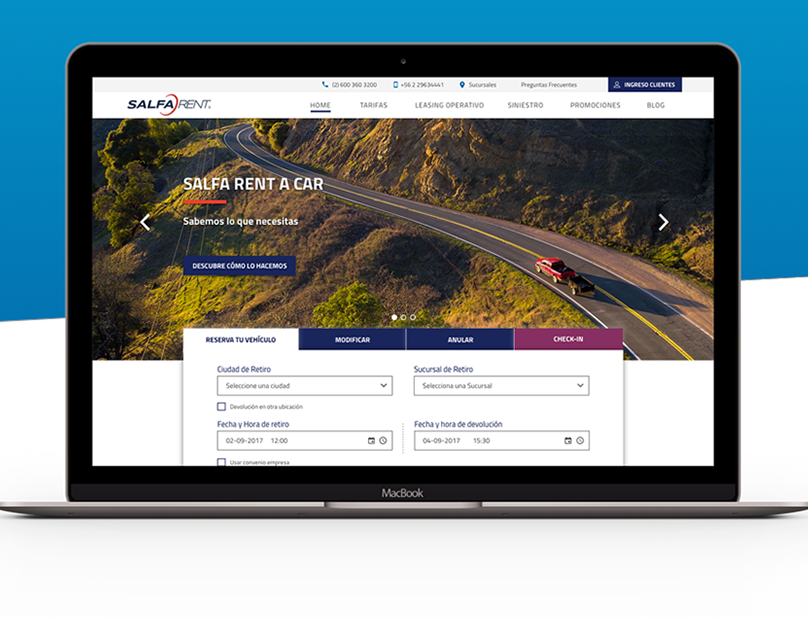 (2) 600 360 3200
+56 2 29634441
Sucursales
Preguntas Frecuentes
INGRESO CLIENTES
SALFA RENT
HOME
TARIFAS
LEASING OPERATIVO
SINIESTRO
PROMOCIONES
BLOG
SALFA RENT A CAR
Sabemos lo que necesitas
DESCUBRE CÓMO LO HACEMOS
RESERVA TU VEHÍCULO
MODIFICAR
ANULAR
CHECK-IN
Ciudad de Retiro
Sucursal de Retiro
Seleccione una ciudad
Selecciona una Sucursal
Devolución en otra ubicación
Fecha y Hora de retiro
Fecha y hora de devolución
02-09-2017 12:00
04-09-2017 15:30
Usar convenio empresa
MacBook